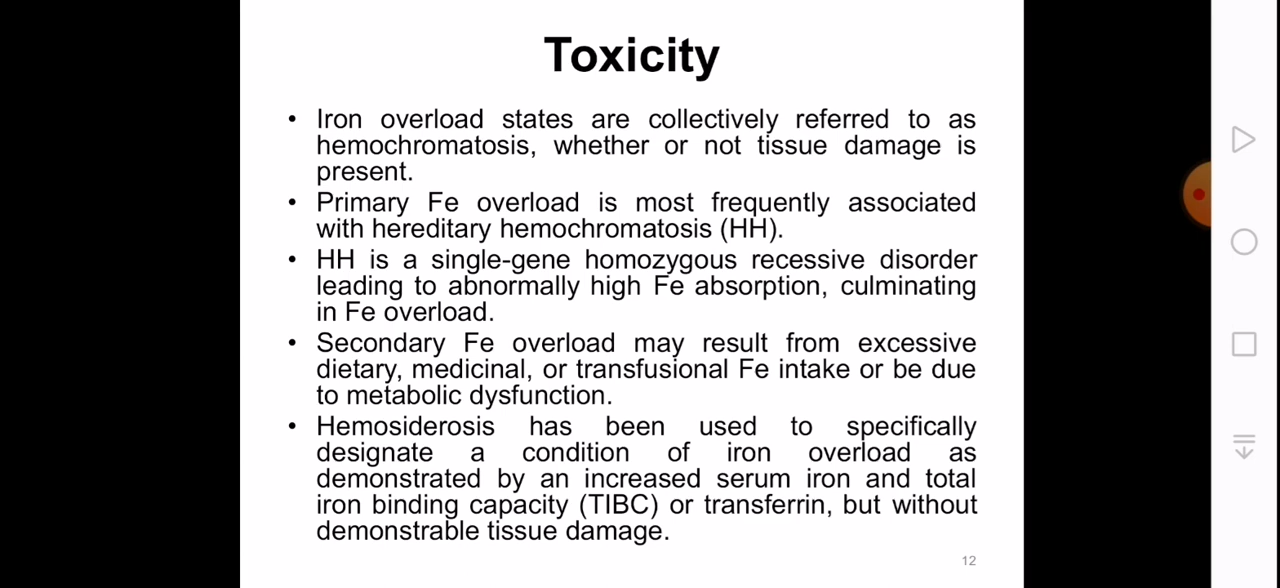 Toxicity
• Iron overload states are collectively referred to as
hemochromatosis, whether or not tissue damage is
present.
• Primary Fe overload is most frequently associated
with hereditary hemochromatosis (HH).
• HH is a single-gene homozygous recessive disorder
leading to abnormally high Fe absorption, culminating
in Fe overload.
• Secondary Fe overload may result from excessive
dietary, medicinal, or transfusional Fe intake or be due
to metabolic dysfunction.
• Hemosiderosis has been used to specifically
designate a condition of iron overload as
demonstrated by an increased serum iron and total
iron binding capacity (TIBC) or transferrin, but without
demonstrable tissue damage.
12